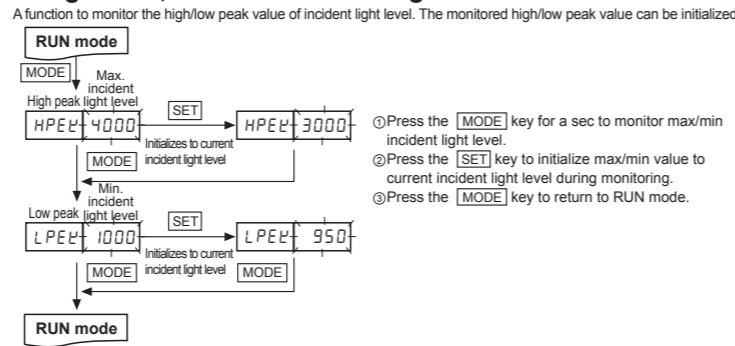 A function to monitor the high/low peak value of incident light level. The monitored high/low peak value can be initialized
RUN mode
MODE
Max.
incident
High peak light level
HPEK 4000
SET
Initializes to current
incident light level
HPEK 3000
MODE
Min.
incident
Low peak light level
LPEK 1000
SET
Initializes to current
incident light level
LPEK 950
MODE
MODE
RUN mode
①Press the MODE key for a sec to monitor max/min
incident light level.
②Press the SET key to initialize max/min value to
current incident light level during monitoring.
③Press the MODE key to return to RUN mode.